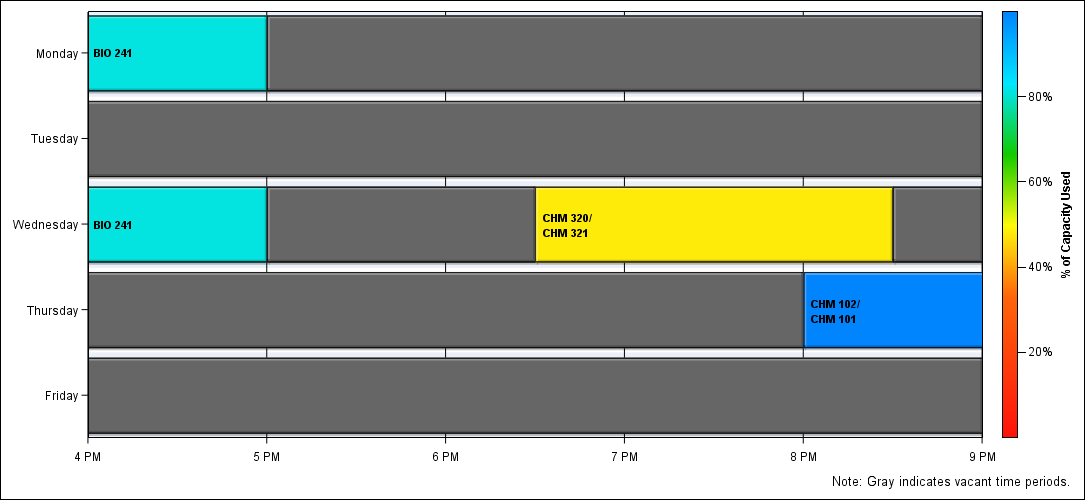 Monday
BIO 241
Tuesday
Wednesday
BIO 241
CHM 320/
CHM 321
Thursday
CHM 102/
CHM 101
Friday
4 PM
5 PM
6 PM
7 PM
8 PM
9 PM
80%
60%
40%
20%
% of Capacity Used
Note: Gray indicates vacant time periods.